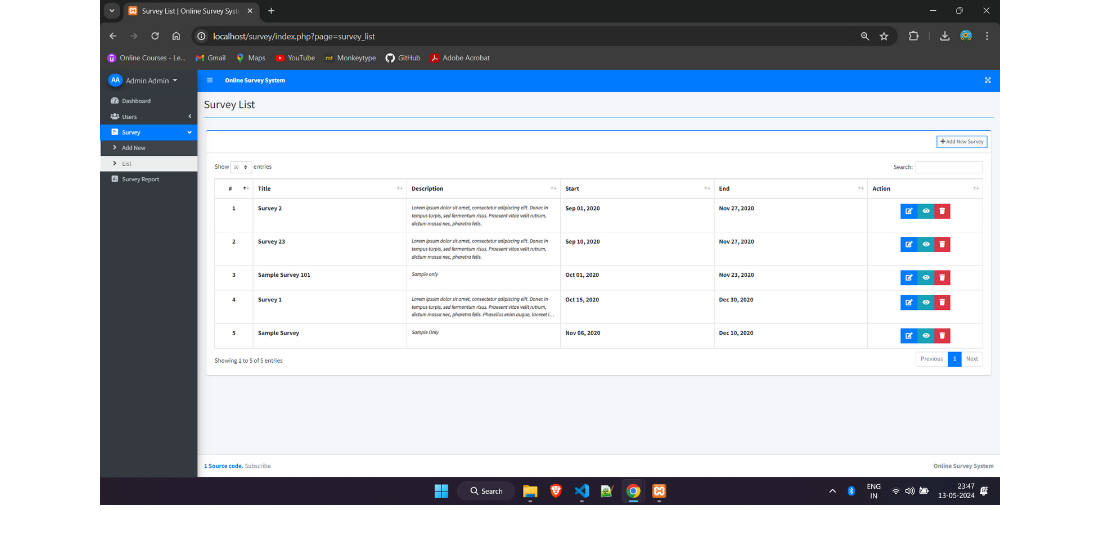 Survey List | Online Survey Syst
localhost/survey/index.php?page=survey_list
Online Courses - Le... Gmail Maps YouTube mt Monkeytype GitHub Adobe Acrobat
AA Admin Admin
Online Survey System
Dashboard
Users
Survey
Add New
List
Survey Report
Survey List
+Add New Survey
Show 10 entries
Search:
# Title Description Start End Action
1 Survey 2 Lorem ipsum dolor sit amet, consectetur adipiscing elit. Donec in Sep 01, 2020 Nov 27, 2020
tempus turpis, sed fermentum risus. Praesent vitae velit rutrum,
dictum massa nec, pharetra felis.
2 Survey 23 Lorem ipsum dolor sit amet, consectetur adipiscing elit. Donec in Sep 10, 2020 Nov 27, 2020
tempus turpis, sed fermentum risus. Praesent vitae velit rutrum,
dictum massa nec, pharetra felis.
3 Sample Survey 101 Sample only Oct 01, 2020 Nov 23, 2020
4 Survey 1 Lorem ipsum dolor sit amet, consectetur adipiscing elit. Donec in Oct 15, 2020 Dec 30, 2020
tempus turpis, sed fermentum risus. Praesent vitae velit rutrum,
dictum massa nec, pharetra felis. Phasellus enim augue, laoreet i...
5 Sample Survey Sample Only Nov 06, 2020 Dec 10, 2020
Showing 1 to 5 of 5 entries
Previous 1 Next
1 Source code. Subscribe
Online Survey System
Search
ENG
IN
23:47
13-05-2024